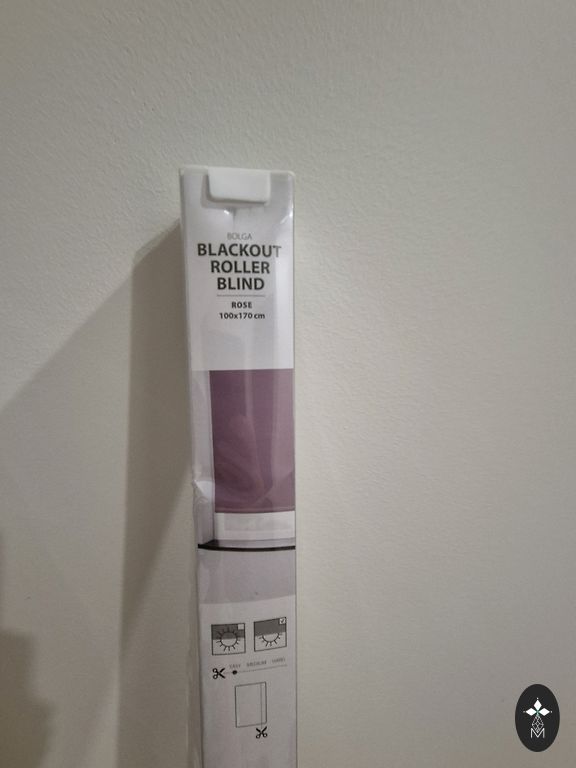 BOLGA
BLACKOUT
ROLLER
BLIND
ROSE
100x170 cm
EASY MEDIUM HARD
M